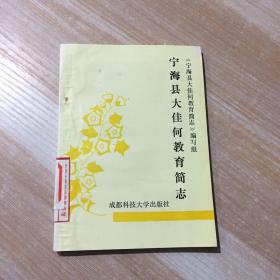 《宁海县大佳何教育简志》编写组
宁海县大佳何教育简志
成都科技大学出版社